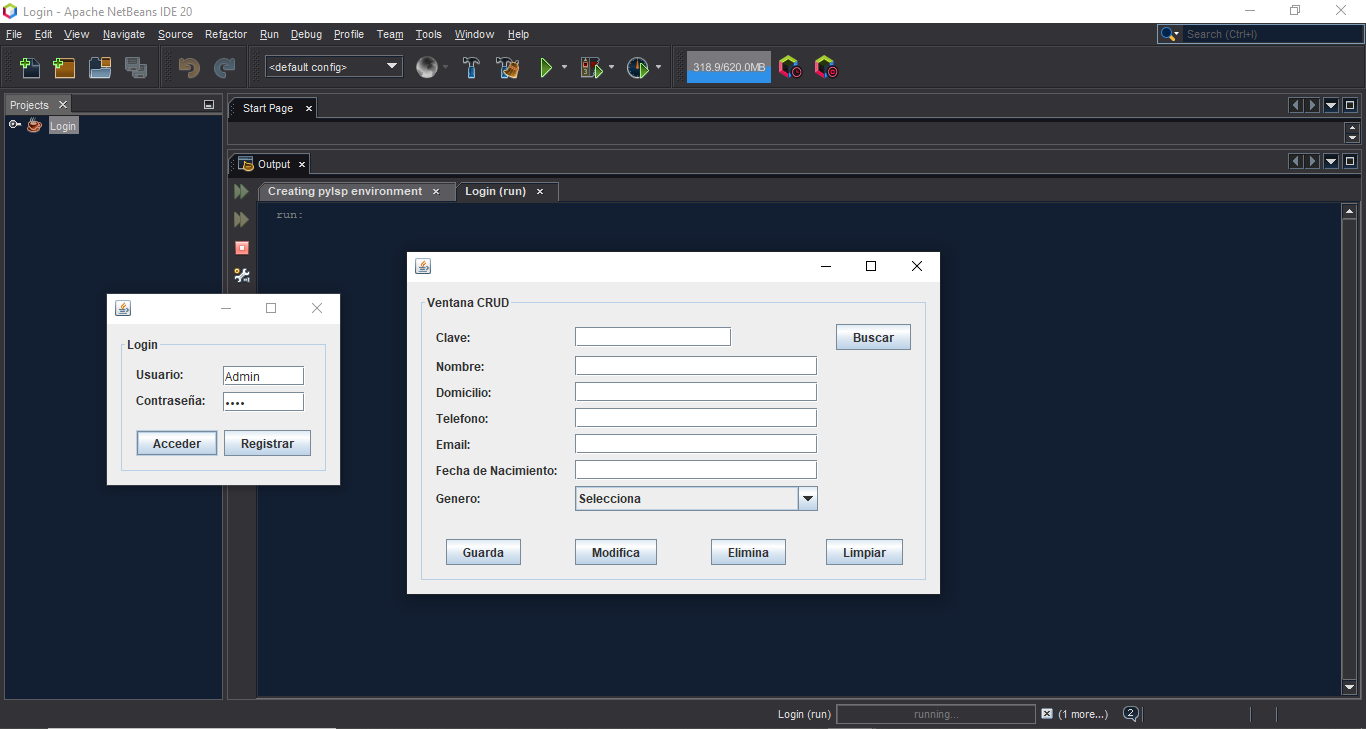 Login - Apache NetBeans IDE 20
File Edit View Navigate Source Refactor Run Debug Profile Team Tools Window Help
Search (Ctrl+I)
<default config>
318.9/620.0MB
Projects
Start Page
Login
Output
Creating pylsp environment
Login (run)
run:
Login
Usuario:
Admin
Contraseña:
••••
Acceder
Registrar
Ventana CRUD
Clave:
Buscar
Nombre:
Domicilio:
Telefono:
Email:
Fecha de Nacimiento:
Genero:
Selecciona
Guarda
Modifica
Elimina
Limpiar
Login (run)
running...
(1 more...)
2